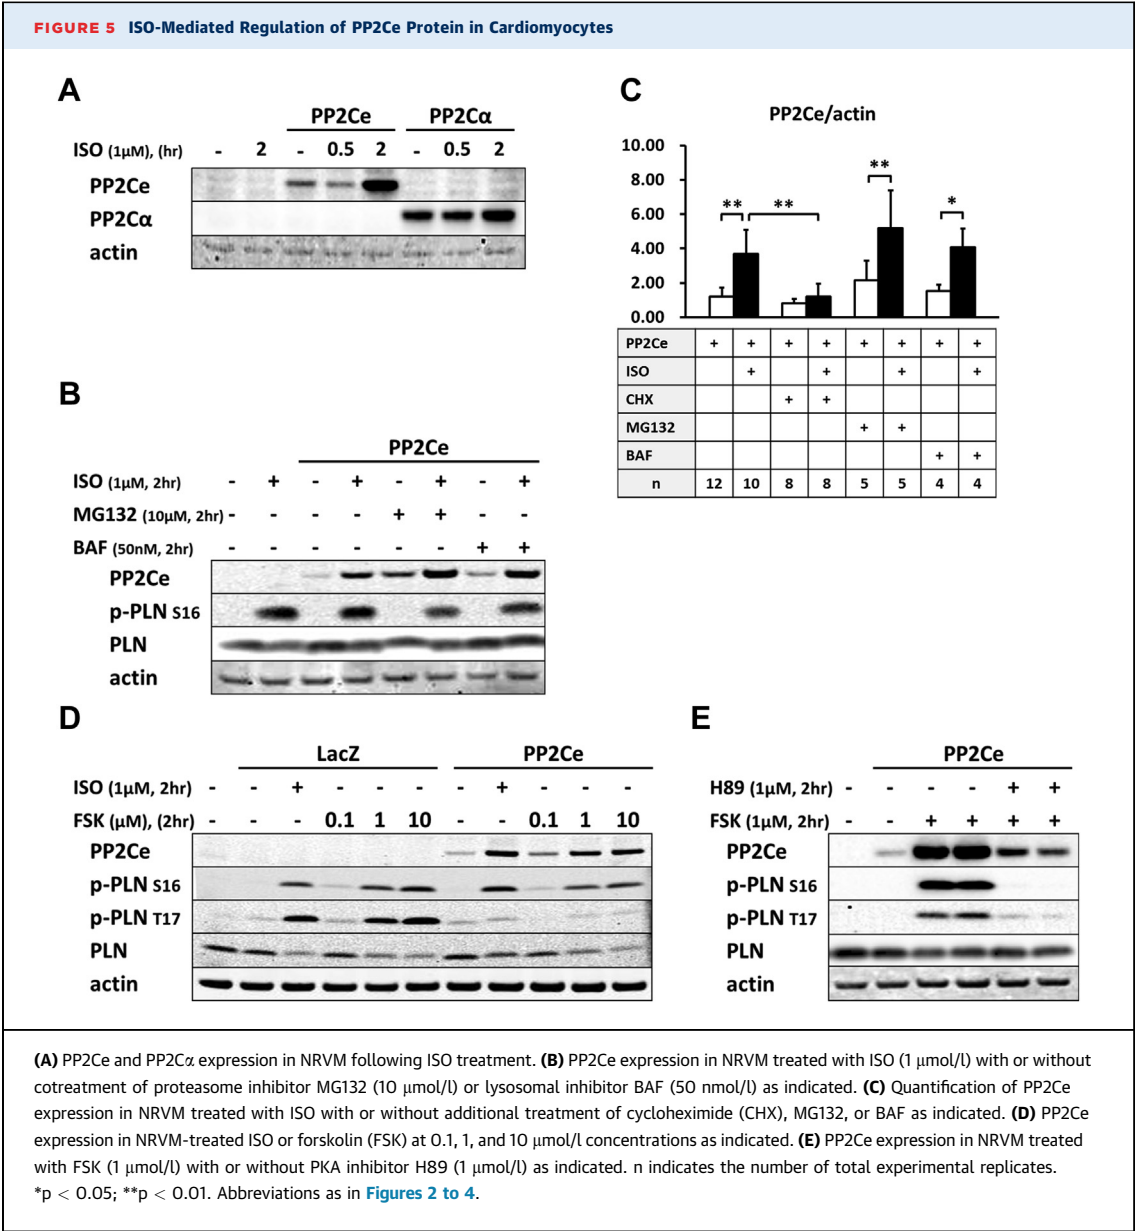 FIGURE 5 ISO-Mediated Regulation of PP2Ce Protein in Cardiomyocytes
A
PP2Ce PP2Cα
ISO (1µM), (hr) - 2 - 0.5 2 - 0.5 2
PP2Ce
PP2Cα
actin
C
PP2Ce/actin
10.00
8.00
6.00
4.00
2.00
0.00
** ** ** *
PP2Ce + + + + + + + +
ISO + + + +
CHX + +
MG132 + +
BAF + +
n 12 10 8 8 5 5 4 4
B
PP2Ce
ISO (1µM, 2hr) - + - + - + - +
MG132 (10µM, 2hr) - - - - + + - -
BAF (50nM, 2hr) - - - - - - + +
PP2Ce
p-PLN S16
PLN
actin
D
LacZ PP2Ce
ISO (1µM, 2hr) - - + - - - - + - - -
FSK (µM), (2hr) - - - 0.1 1 10 - - 0.1 1 10
PP2Ce
p-PLN S16
p-PLN T17
PLN
actin
E
PP2Ce
H89 (1µM, 2hr) - - - - + +
FSK (1µM, 2hr) - - + + + +
PP2Ce
p-PLN S16
p-PLN T17
PLN
actin
(A) PP2Ce and PP2Cα expression in NRVM following ISO treatment. (B) PP2Ce expression in NRVM treated with ISO (1 µmol/l) with or without
cotreatment of proteasome inhibitor MG132 (10 µmol/l) or lysosomal inhibitor BAF (50 nmol/l) as indicated. (C) Quantification of PP2Ce
expression in NRVM treated with ISO with or without additional treatment of cycloheximide (CHX), MG132, or BAF as indicated. (D) PP2Ce
expression in NRVM-treated ISO or forskolin (FSK) at 0.1, 1, and 10 µmol/l concentrations as indicated. (E) PP2Ce expression in NRVM treated
with FSK (1 µmol/l) with or without PKA inhibitor H89 (1 µmol/l) as indicated. n indicates the number of total experimental replicates.
*p < 0.05; **p < 0.01. Abbreviations as in Figures 2 to 4.